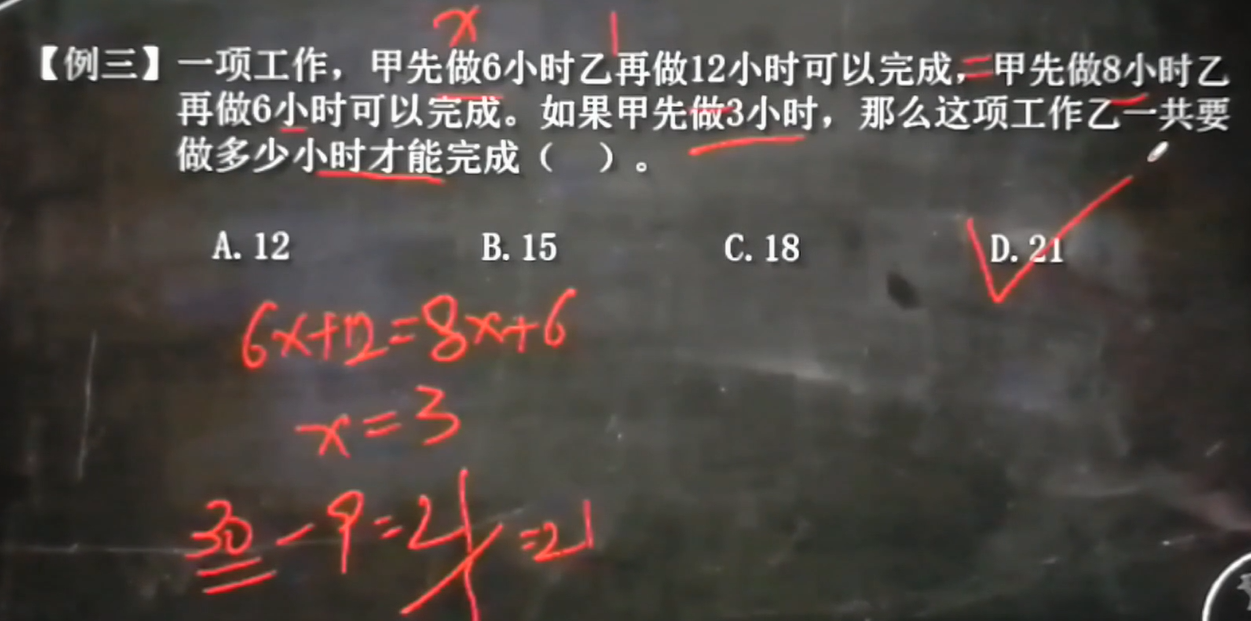 x 1
【例三】一项工作，甲先做6小时乙再做12小时可以完成，=甲先做8小时乙
再做6小时可以完成。如果甲先做3小时，那么这项工作乙一共要
做多少小时才能完成（ ）。
A. 12 B. 15 C. 18 D. 21
6x+12=8x+6
x=3
30-9=21/1=21